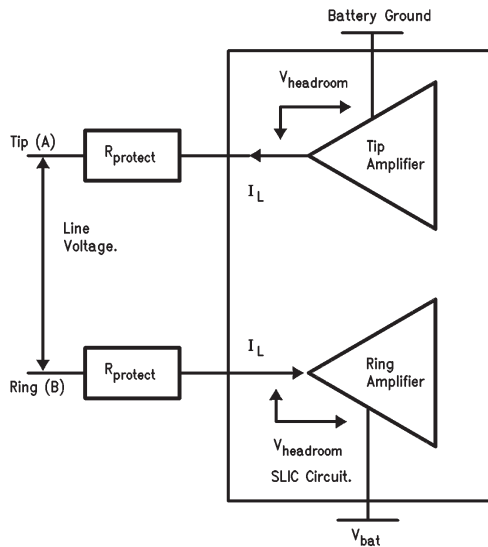 Battery Ground
Vheadroom
Tip (A)
Rprotect
Tip
Amplifier
IL
Line
Voltage.
IL
Ring
Amplifier
Rprotect
Ring (B)
Vheadroom
SLIC Circuit.
Vbat